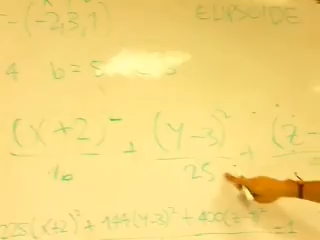 = (-2,3,1) ELIPSOIDE
4 b=5
(x+2)² + (y-3)² + (z-
16 25
225(x+2)²+144(y-3)²+400(z-1)² =1